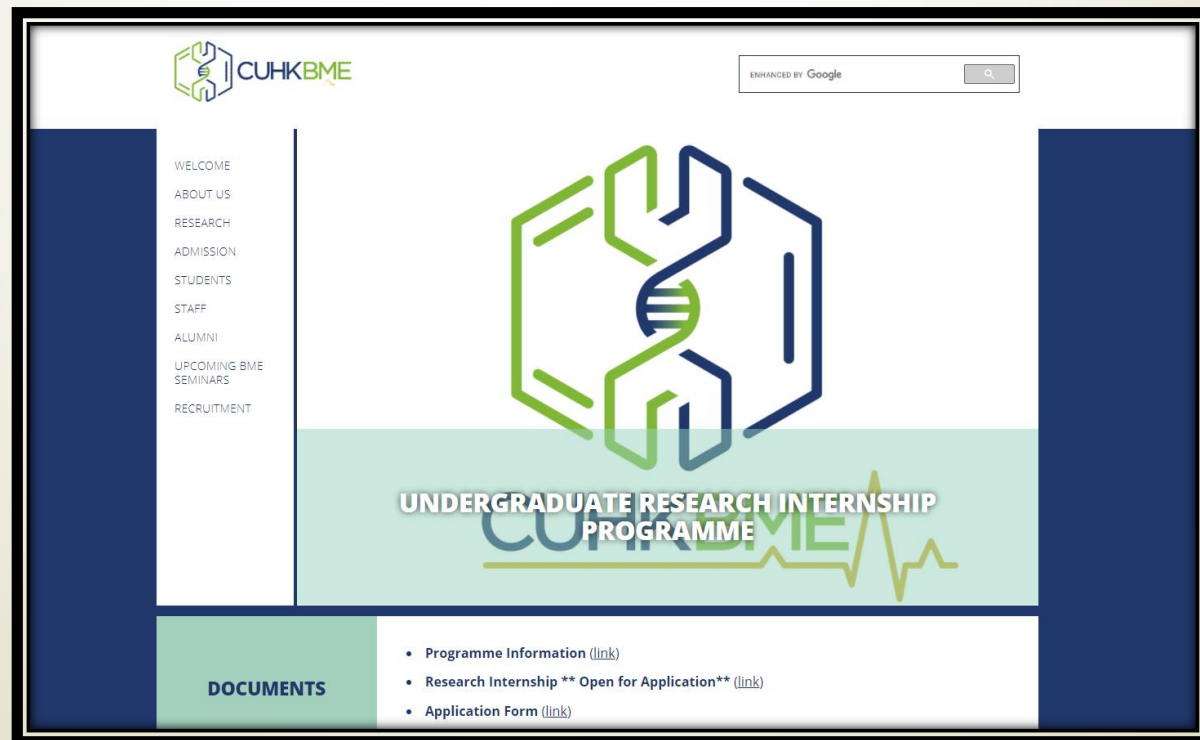 CUHKBME
ENHANCED BY Google
WELCOME
ABOUT US
RESEARCH
ADMISSION
STUDENTS
STAFF
ALUMNI
UPCOMING BME
SEMINARS
RECRUITMENT
UNDERGRADUATE RESEARCH INTERNSHIP
PROGRAMME
CUHKBME
DOCUMENTS
• Programme Information (link)
• Research Internship ** Open for Application** (link)
• Application Form (link)